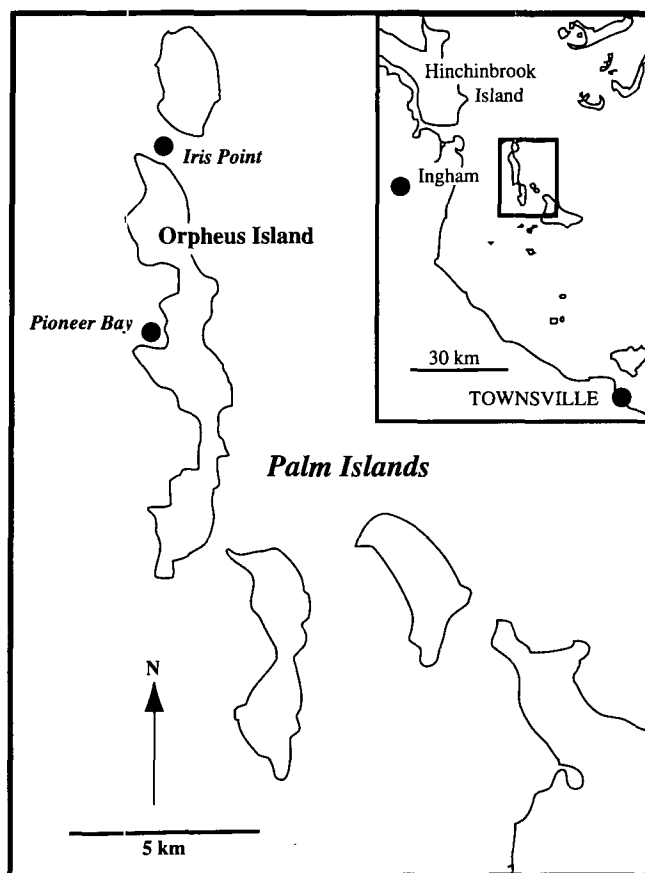 Hinchinbrook
Island
Iris Point
Ingham
Orpheus Island
Pioneer Bay
30 km
TOWNSVILLE
Palm Islands
N
5 km